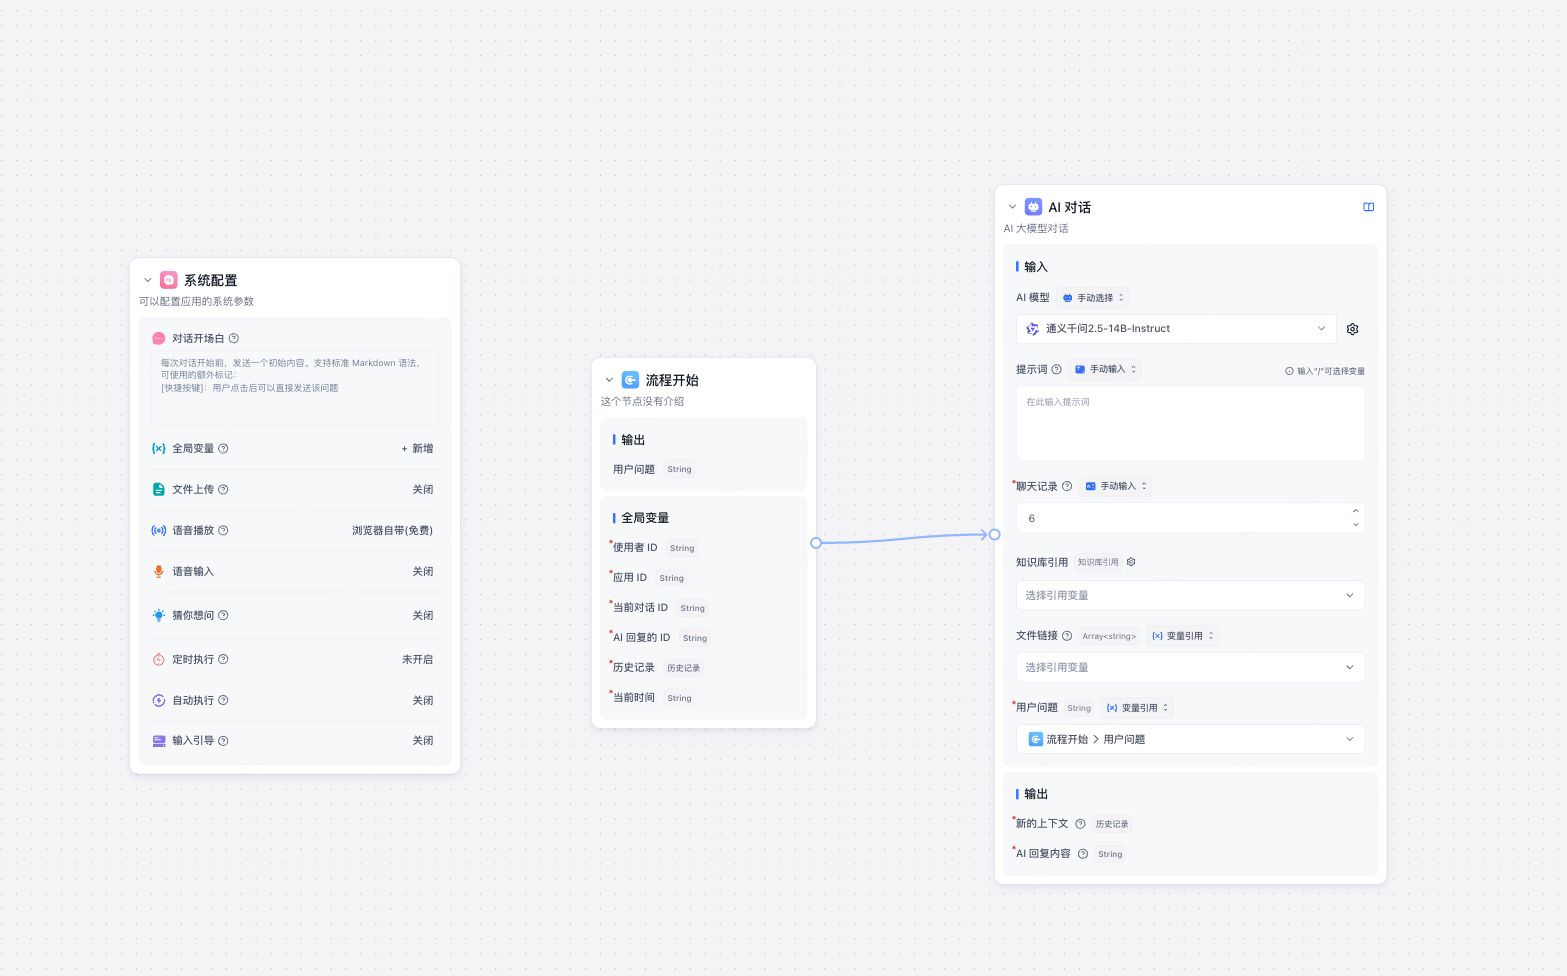 系统配置
可以配置应用的系统参数
对话开场白
每次对话开始前，发送一个初始内容。支持标准 Markdown 语法，
可使用的额外标记:
[快捷按键]：用户点击后可以直接发送该问题
全局变量
+ 新增
文件上传
关闭
语音播放
浏览器自带(免费)
语音输入
关闭
猜你想问
关闭
定时执行
未开启
自动执行
关闭
输入引导
关闭
流程开始
这个节点没有介绍
输出
用户问题 String
全局变量
*使用者 ID String
*应用 ID String
*当前对话 ID String
*AI 回复的 ID String
*历史记录 历史记录
*当前时间 String
AI 对话
AI 大模型对话
输入
AI 模型 手动选择
通义千问2.5-14B-Instruct
提示词 手动输入
输入"/"可选择变量
在此输入提示词
*聊天记录 手动输入
6
知识库引用 知识库引用
选择引用变量
文件链接 Array<string> 变量引用
选择引用变量
*用户问题 String 变量引用
流程开始 > 用户问题
输出
*新的上下文 历史记录
*AI 回复内容 String